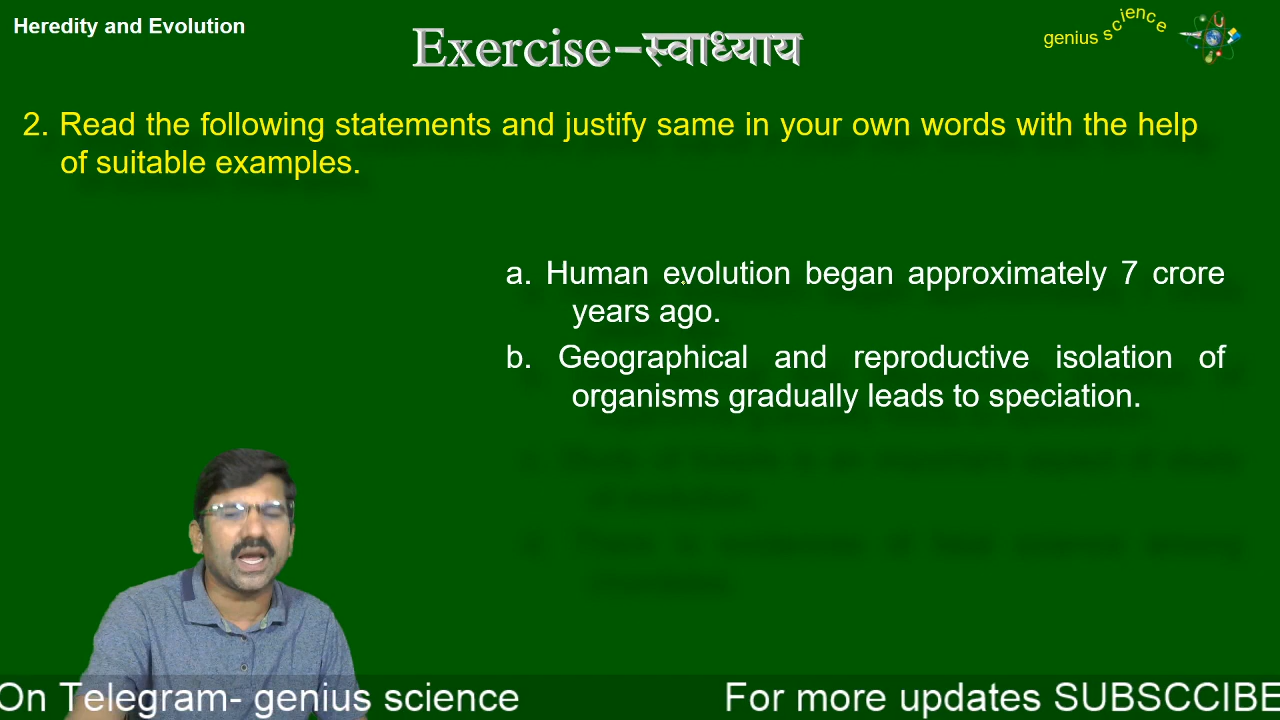 Heredity and Evolution
Exercise-स्वाध्याय
genius science
2. Read the following statements and justify same in your own words with the help
of suitable examples.
a. Human evolution began approximately 7 crore
years ago.
b. Geographical and reproductive isolation of
organisms gradually leads to speciation.
On Telegram- genius science
For more updates SUBSCCIBE